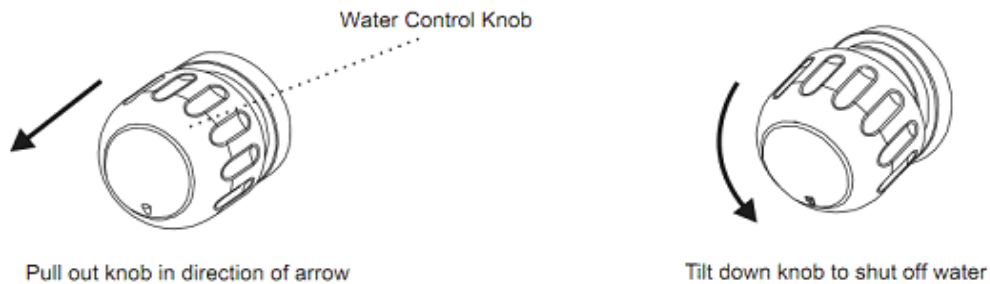 Water Control Knob
Pull out knob in direction of arrow
Tilt down knob to shut off water